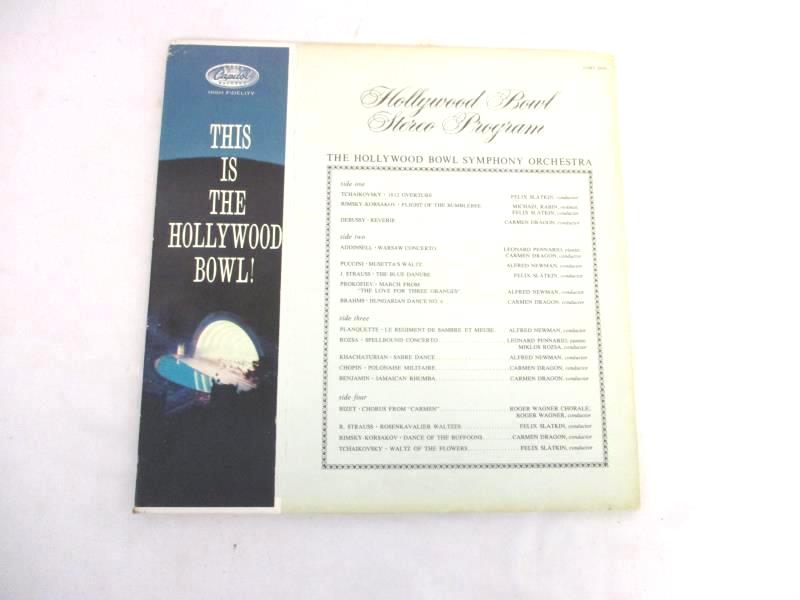 Capitol
RECORDS
HIGH FIDELITY
THIS
IS
THE
HOLLYWOOD
BOWL!
Hollywood Bowl
Stereo Program
THE HOLLYWOOD BOWL SYMPHONY ORCHESTRA
side one
TCHAIKOVSKY · 1812 OVERTURE FELIX SLATKIN, conductor
RIMSKY-KORSAKOV · FLIGHT OF THE BUMBLEBEE MICHAEL RABIN, violinist,
FELIX SLATKIN, conductor
DEBUSSY · REVERIE CARMEN DRAGON, conductor
side two
ADDINSELL · WARSAW CONCERTO LEONARD PENNARIO, pianist,
CARMEN DRAGON, conductor
PUCCINI · MUSETTA'S WALTZ ALFRED NEWMAN, conductor
J. STRAUSS · THE BLUE DANUBE FELIX SLATKIN, conductor
PROKOFIEV · MARCH FROM
"THE LOVE FOR THREE ORANGES" ALFRED NEWMAN, conductor
BRAHMS · HUNGARIAN DANCE NO. 6 CARMEN DRAGON, conductor
side three
PLANQUETTE · LE REGIMENT DE SAMBRE ET MEUSE ALFRED NEWMAN, conductor
ROZSA · SPELLBOUND CONCERTO LEONARD PENNARIO, pianist,
MIKLOS ROZSA, conductor
KHACHATURIAN · SABRE DANCE ALFRED NEWMAN, conductor
CHOPIN · POLONAISE MILITAIRE CARMEN DRAGON, conductor
BENJAMIN · JAMAICAN RHUMBA CARMEN DRAGON, conductor
side four
BIZET · CHORUS FROM "CARMEN" ROGER WAGNER CHORALE;
ROGER WAGNER, conductor
R. STRAUSS · ROSENKAVALIER WALTZES FELIX SLATKIN, conductor
RIMSKY-KORSAKOV · DANCE OF THE BUFFOONS CARMEN DRAGON, conductor
TCHAIKOVSKY · WALTZ OF THE FLOWERS FELIX SLATKIN, conductor